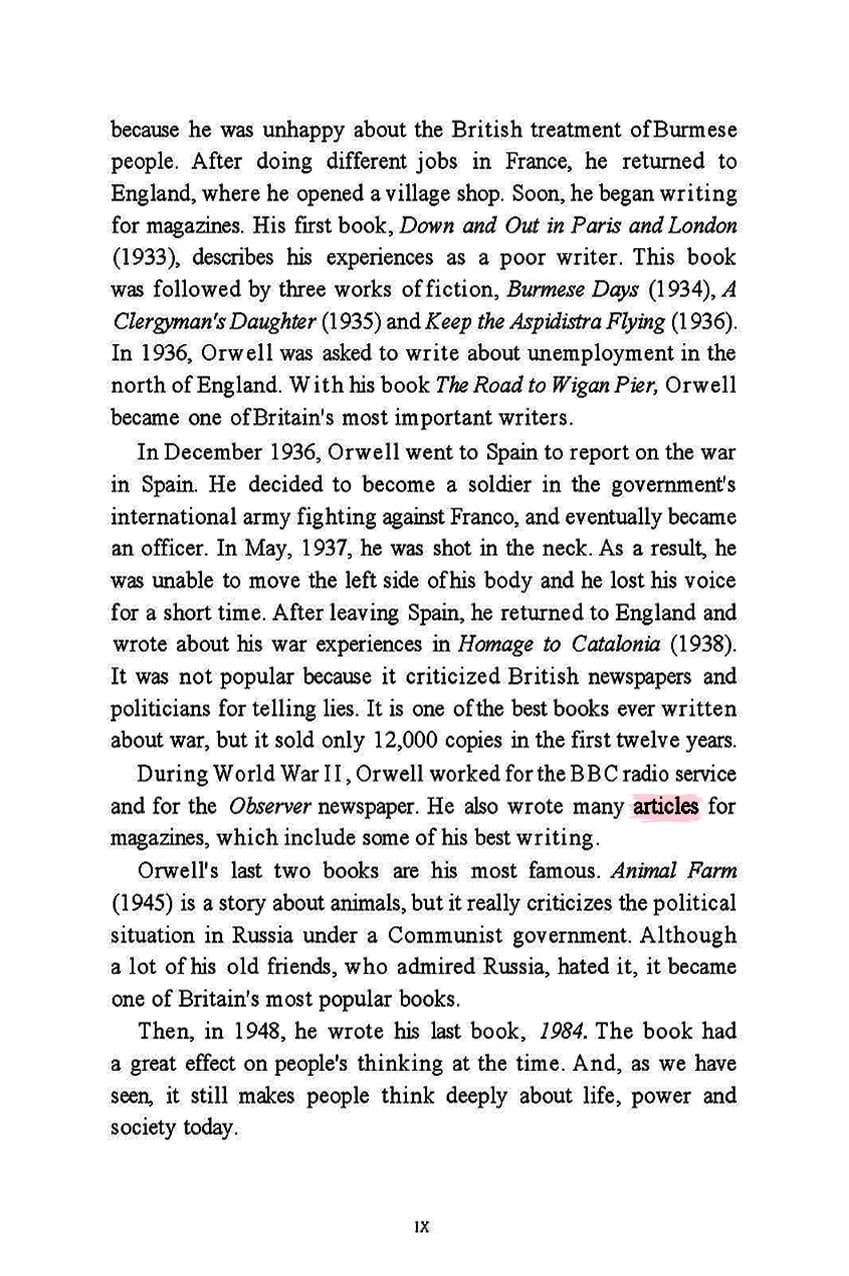 because he was unhappy about the British treatment of Burmese
people. After doing different jobs in France, he returned to
England, where he opened a village shop. Soon, he began writing
for magazines. His first book, Down and Out in Paris and London
(1933), describes his experiences as a poor writer. This book
was followed by three works of fiction, Burmese Days (1934), A
Clergyman's Daughter (1935) and Keep the Aspidistra Flying (1936).
In 1936, Orwell was asked to write about unemployment in the
north of England. With his book The Road to Wigan Pier, Orwell
became one of Britain's most important writers.
In December 1936, Orwell went to Spain to report on the war
in Spain. He decided to become a soldier in the government's
international army fighting against Franco, and eventually became
an officer. In May, 1937, he was shot in the neck. As a result, he
was unable to move the left side of his body and he lost his voice
for a short time. After leaving Spain, he returned to England and
wrote about his war experiences in Homage to Catalonia (1938).
It was not popular because it criticized British newspapers and
politicians for telling lies. It is one of the best books ever written
about war, but it sold only 12,000 copies in the first twelve years.
During World War II, Orwell worked for the BBC radio service
and for the Observer newspaper. He also wrote many articles for
magazines, which include some of his best writing.
Orwell's last two books are his most famous. Animal Farm
(1945) is a story about animals, but it really criticizes the political
situation in Russia under a Communist government. Although
a lot of his old friends, who admired Russia, hated it, it became
one of Britain's most popular books.
Then, in 1948, he wrote his last book, 1984. The book had
a great effect on people's thinking at the time. And, as we have
seen, it still makes people think deeply about life, power and
society today.
IX